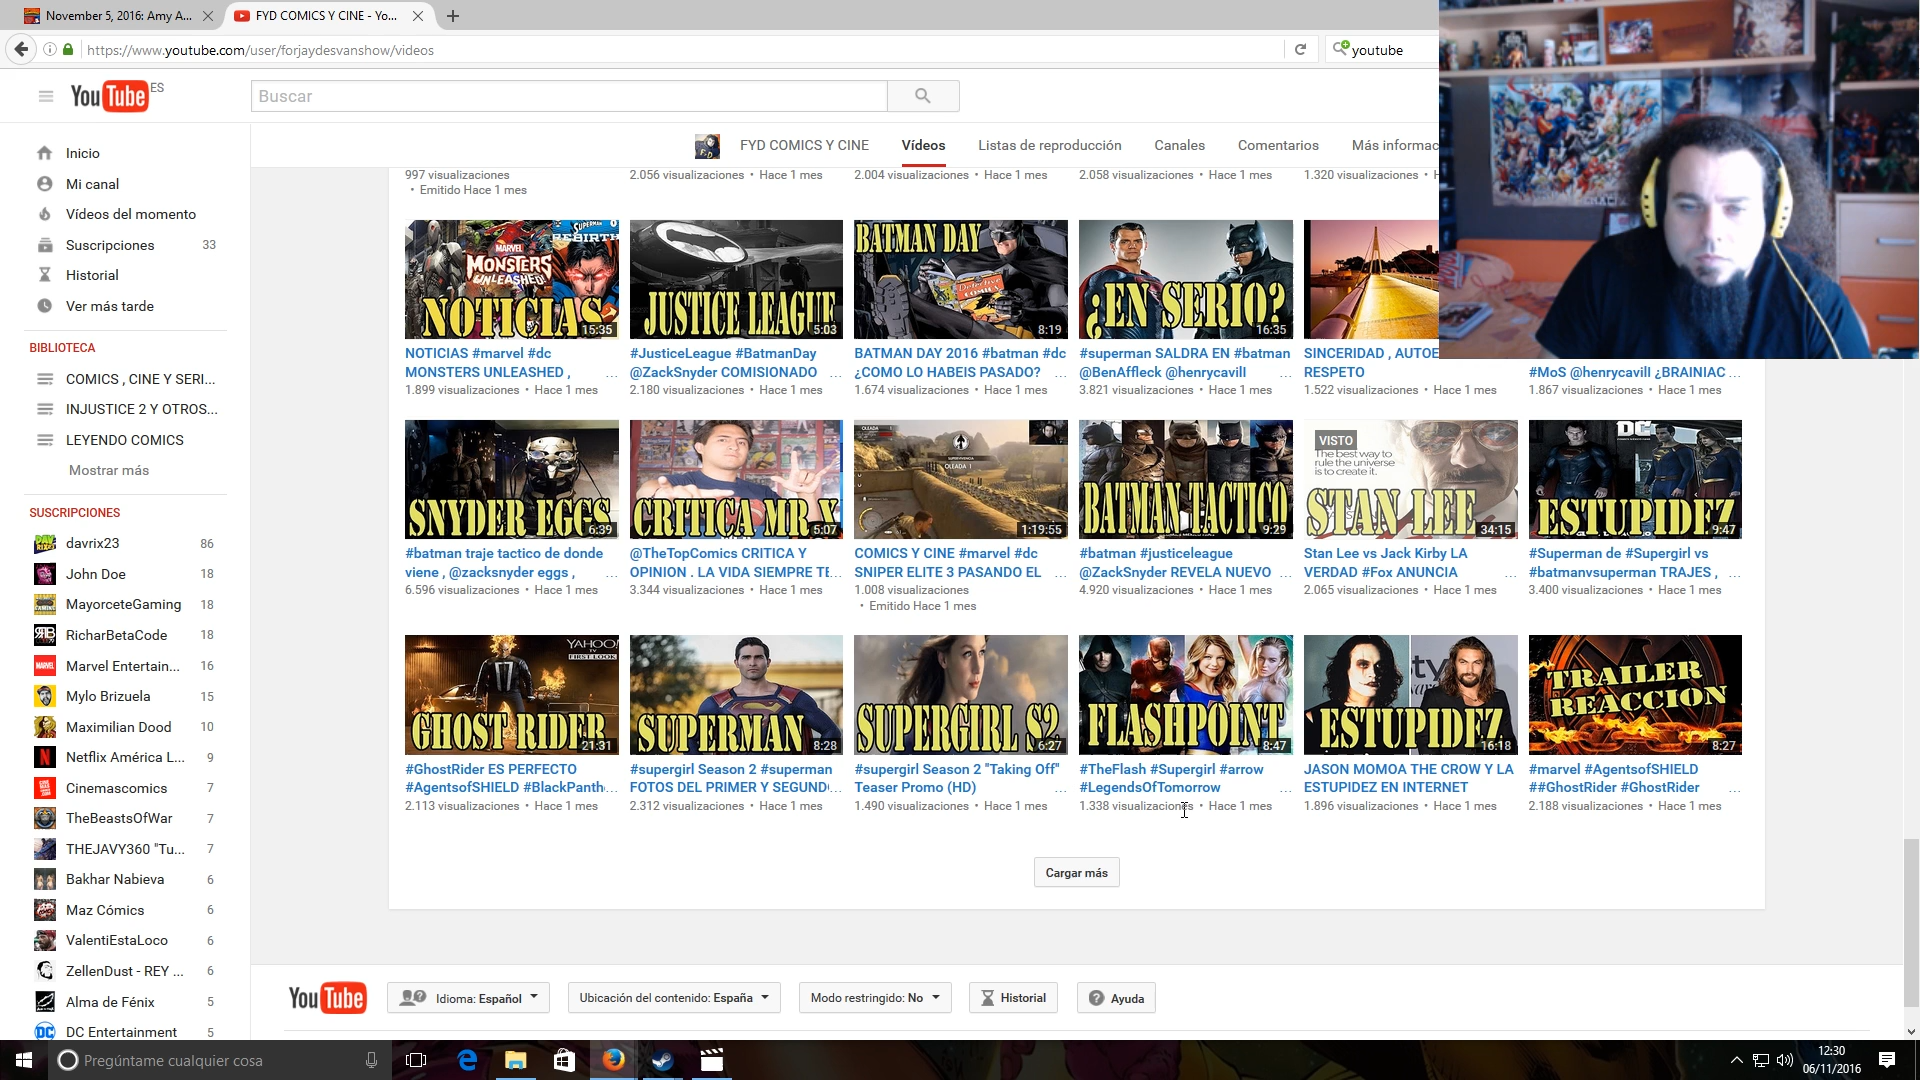 November 5, 2016: Amy A...
FYD COMICS Y CINE - Yo...
https://www.youtube.com/user/forjaydesvanshow/videos
youtube
YouTube ES
Buscar
FYD COMICS Y CINE
Vídeos
Listas de reproducción
Canales
Comentarios
Más informac
Inicio
Mi canal
Vídeos del momento
Suscripciones 33
Historial
Ver más tarde
BIBLIOTECA
COMICS , CINE Y SERI...
INJUSTICE 2 Y OTROS...
LEYENDO COMICS
Mostrar más
SUSCRIPCIONES
davrix23 86
John Doe 18
MayorceteGaming 18
RicharBetaCode 18
Marvel Entertain... 16
Mylo Brizuela 15
Maximilian Dood 10
Netflix América L... 9
Cinemascomics 7
TheBeastsOfWar 7
THEJAVY360 "Tu... 7
Bakhar Nabieva 6
Maz Cómics 6
ValentiEstaLoco 6
ZellenDust - REY ... 6
Alma de Fénix 5
DC Entertainment 5
997 visualizaciones
• Emitido Hace 1 mes
2.056 visualizaciones • Hace 1 mes
2.004 visualizaciones • Hace 1 mes
2.058 visualizaciones • Hace 1 mes
1.320 visualizaciones •
MARVEL
MONSTERS
UNLEASHED!
SUPERMAN
REBIRTH
NOTICIAS
15:35
#NOTICIAS #marvel #dc
MONSTERS UNLEASHED , ...
1.899 visualizaciones • Hace 1 mes
JUSTICE LEAGUE
5:03
#JusticeLeague #BatmanDay
@ZackSnyder COMISIONADO ...
2.180 visualizaciones • Hace 1 mes
BATMAN DAY
Detective
COMICS
8:19
BATMAN DAY 2016 #batman #dc
¿COMO LO HABEIS PASADO? ...
1.674 visualizaciones • Hace 1 mes
¿EN SERIO?
16:35
#superman SALDRA EN #batman
@BenAffleck @henrycavill ...
3.821 visualizaciones • Hace 1 mes
SINCERIDAD , AUTOE
RESPETO
1.522 visualizaciones • Hace 1 mes
#MoS @henrycavill ¿BRAINIAC ...
1.867 visualizaciones • Hace 1 mes
SNYDER EGGS
6:39
#batman traje tactico de donde
viene , @zacksnyder eggs , ...
6.596 visualizaciones • Hace 1 mes
CRITICA MR X
5:07
@TheTopComics CRITICA Y
OPINION . LA VIDA SIEMPRE TE...
3.344 visualizaciones • Hace 1 mes
OLEADA I
1:19:55
COMICS Y CINE #marvel #dc
SNIPER ELITE 3 PASANDO EL ...
1.008 visualizaciones
• Emitido Hace 1 mes
BATMAN TACTICO
9:29
#batman #justiceleague
@ZackSnyder REVELA NUEVO ...
4.920 visualizaciones • Hace 1 mes
VISTO
The best way to
rule the universe
is to create it.
STAN LEE
34:15
Stan Lee vs Jack Kirby LA
VERDAD #Fox ANUNCIA ...
2.065 visualizaciones • Hace 1 mes
DC
ESTUPIDEZ
9:47
#Superman de #Supergirl vs
#batmanvsuperman TRAJES , ...
3.400 visualizaciones • Hace 1 mes
YAHOO!
TV
FIRST LOOK
GHOST RIDER
21:31
#GhostRider ES PERFECTO
#AgentsofSHIELD #BlackPanth...
2.113 visualizaciones • Hace 1 mes
SUPERMAN
8:28
#supergirl Season 2 #superman
FOTOS DEL PRIMER Y SEGUND...
2.312 visualizaciones • Hace 1 mes
SUPERGIRL S2
6:27
#supergirl Season 2 "Taking Off"
Teaser Promo (HD) ...
1.490 visualizaciones • Hace 1 mes
FLASHPOINT
8:47
#TheFlash #Supergirl #arrow
#LegendsOfTomorrow ...
1.338 visualizaciones • Hace 1 mes
ESTUPIDEZ
16:18
JASON MOMOA THE CROW Y LA
ESTUPIDEZ EN INTERNET
1.896 visualizaciones • Hace 1 mes
TRAILER
REACCION
8:27
#marvel #AgentsofSHIELD
##GhostRider #GhostRider ...
2.188 visualizaciones • Hace 1 mes
Cargar más
YouTube
Idioma: Español
Ubicación del contenido: España
Modo restringido: No
Historial
Ayuda
Pregúntame cualquier cosa
12:30
06/11/2016